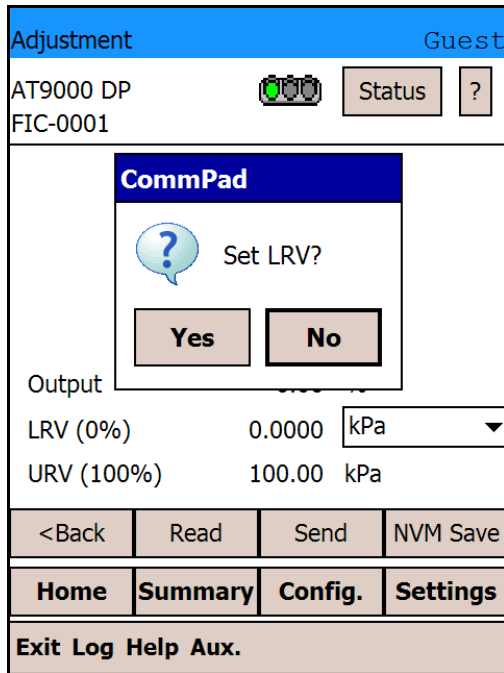 Adjustment Guest
AT9000 DP Status ?
FIC-0001
CommPad
Set LRV?
Yes No
Output %
LRV (0%) 0.0000 kPa
URV (100%) 100.00 kPa
<Back Read Send NVM Save
Home Summary Config. Settings
Exit Log Help Aux.